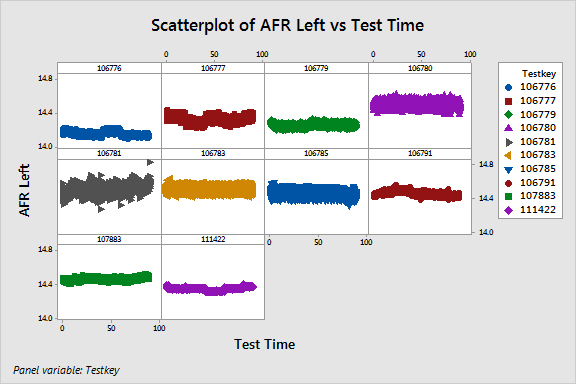 Scatterplot of AFR Left vs Test Time
0 50 100 0 50 100
106776 106777 106779 106780
14.8
14.4
14.0
106781 106783 106785 106791
14.8
14.4
14.0
0 50 100
107883 111422
14.8
14.4
14.0
0 50 100
AFR Left
Test Time
Testkey
106776
106777
106779
106780
106781
106783
106785
106791
107883
111422
Panel variable: Testkey